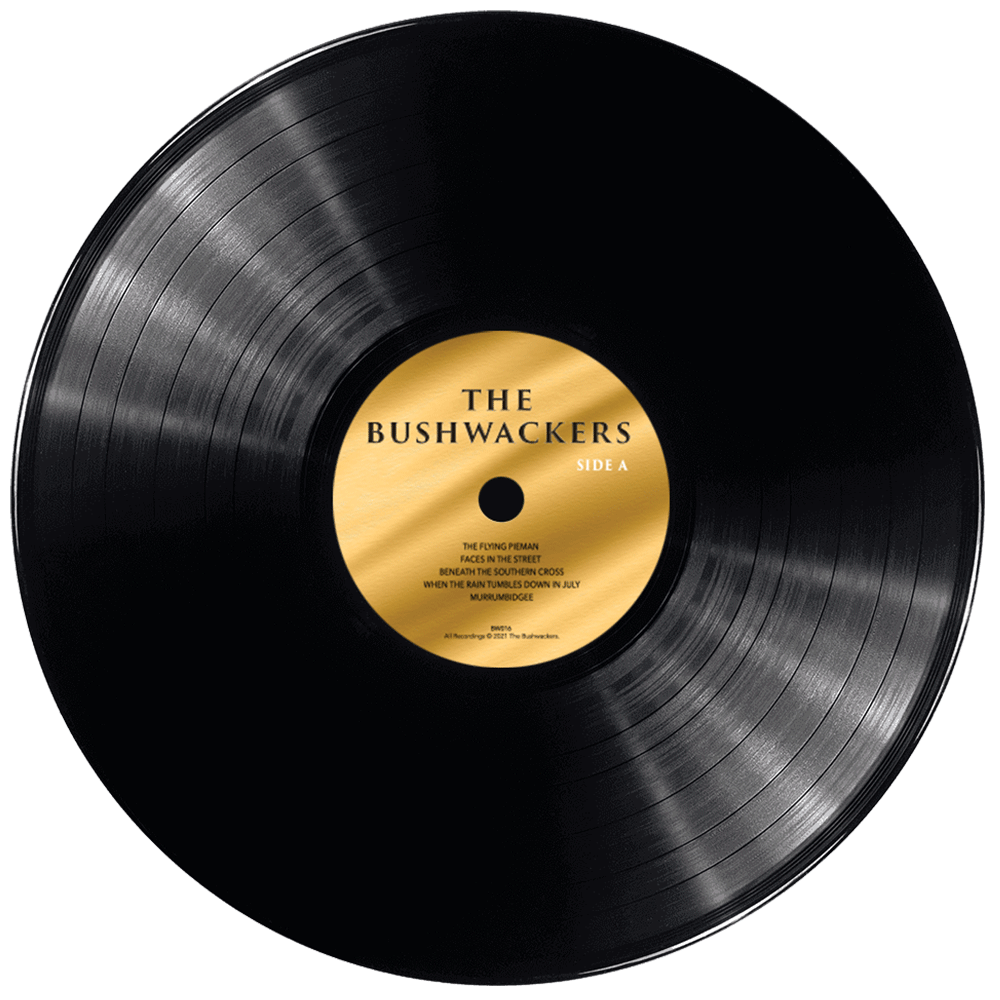 THE
BUSHWACKERS
SIDE A
THE FLYING PIEMAN
FACES IN THE STREET
BENEATH THE SOUTHERN CROSS
WHEN THE RAIN TUMBLES DOWN IN JULY
MURRUMBIDGEE
BWS16
All Recordings © 2021 The Bushwackers.